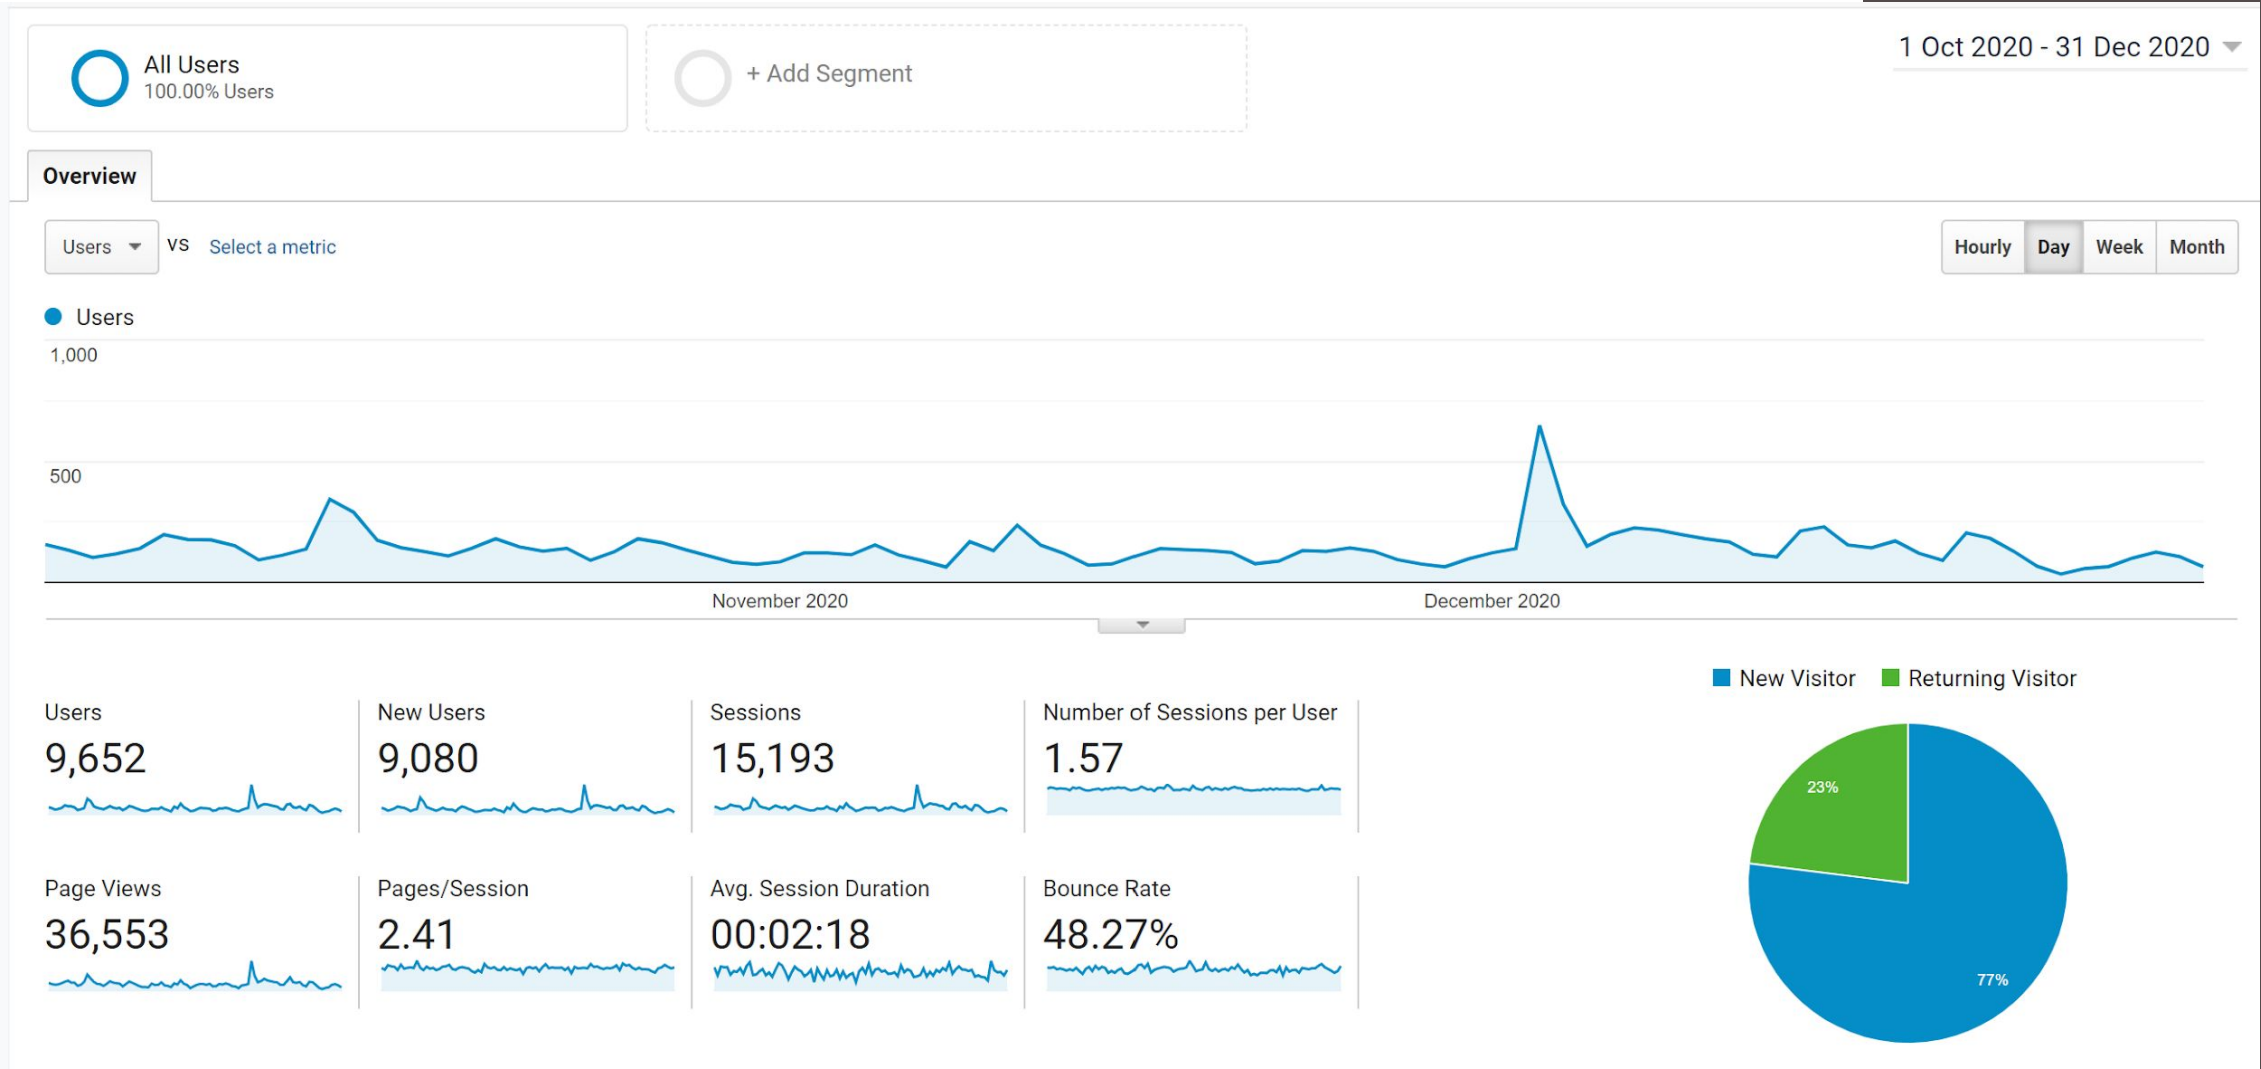 All Users
100.00% Users
+ Add Segment
1 Oct 2020 - 31 Dec 2020
Overview
Users VS Select a metric
Hourly Day Week Month
Users
1,000
500
November 2020 December 2020
New Visitor Returning Visitor
Users New Users Sessions Number of Sessions per User
9,652 9,080 15,193 1.57
23%
Page Views Pages/Session Avg. Session Duration Bounce Rate
36,553 2.41 00:02:18 48.27%
77%